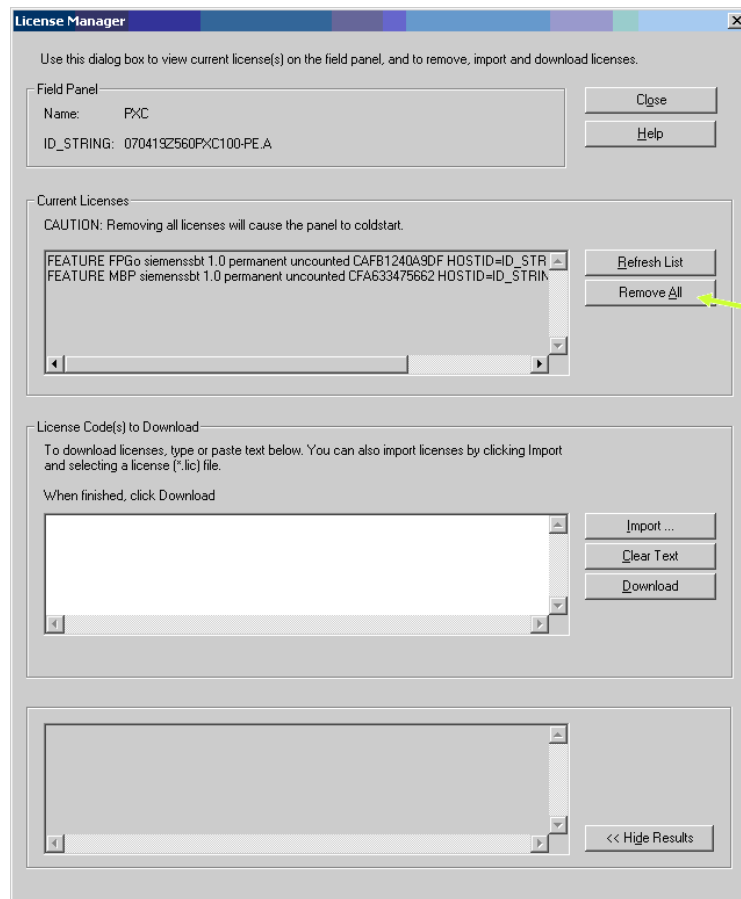 License Manager
Use this dialog box to view current license(s) on the field panel, and to remove, import and download licenses.
Field Panel
Name: PXC
ID_STRING: 070419Z560PXC100-PE.A
Close
Help
Current Licenses
CAUTION: Removing all licenses will cause the panel to coldstart.
FEATURE FPGo siemenssbt 1.0 permanent uncounted CAFB1240A9DF HOSTID=ID_STR
FEATURE MBP siemenssbt 1.0 permanent uncounted CFA633475662 HOSTID=ID_STRIN
Refresh List
Remove All
License Code(s) to Download
To download licenses, type or paste text below. You can also import licenses by clicking Import
and selecting a license (*.lic) file.
When finished, click Download
Import ...
Clear Text
Download
<< Hide Results